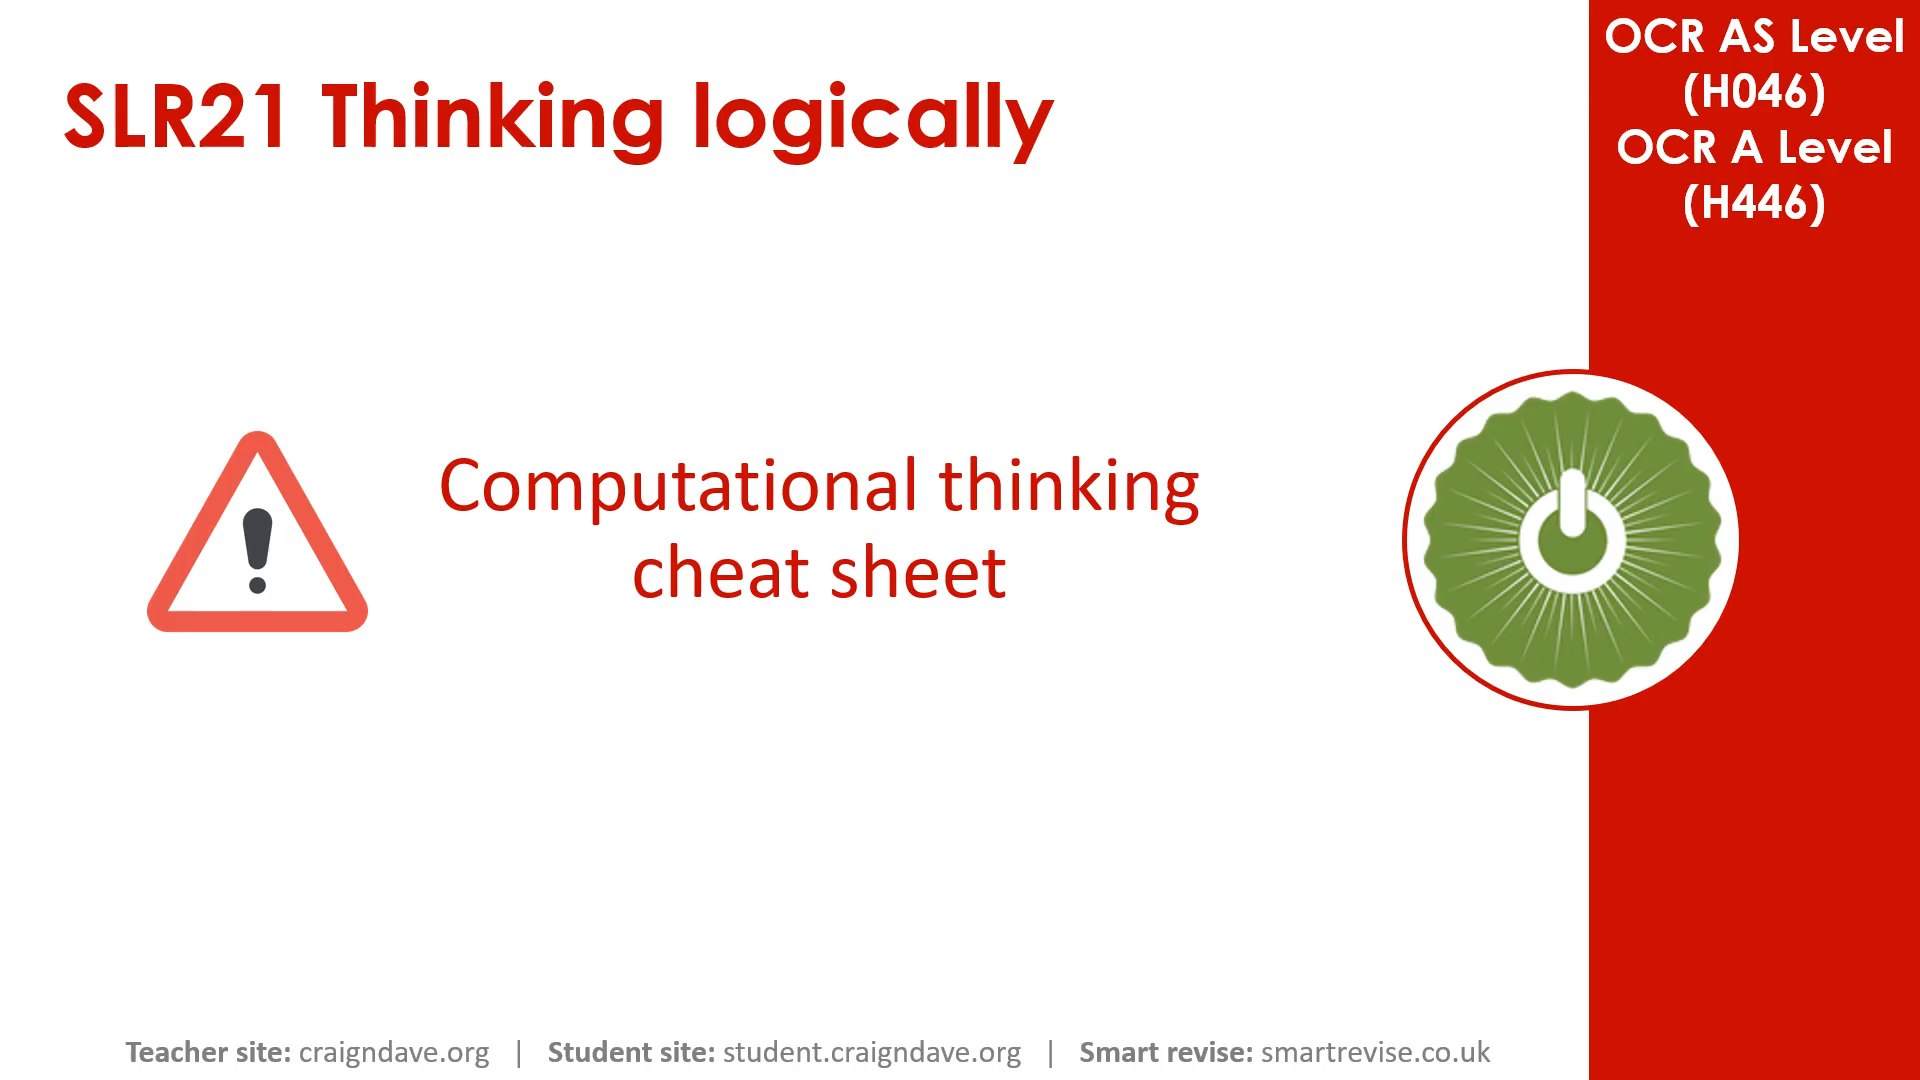 SLR21 Thinking logically
OCR AS Level
(H046)
OCR A Level
(H446)
Computational thinking
cheat sheet
Teacher site: craigndave.org | Student site: student.craigndave.org | Smart revise: smartrevise.co.uk